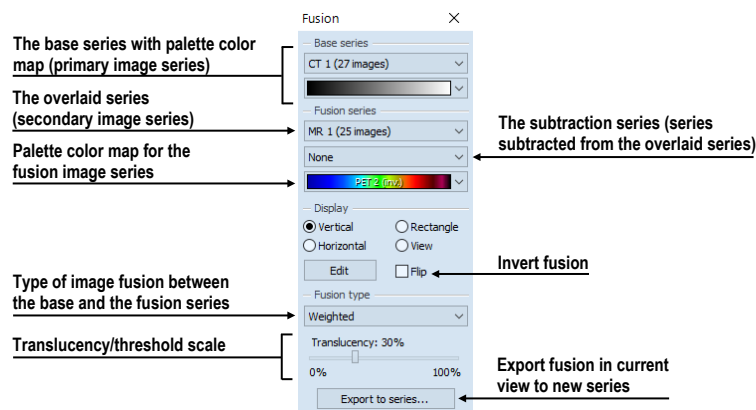 Fusion
The base series with palette color
map (primary image series)
Base series
CT 1 (27 images)
The overlaid series
(secondary image series)
Fusion series
MR 1 (25 images)
The subtraction series (series
subtracted from the overlaid series)
None
Palette color map for the
fusion image series
PET 2 (inv.)
Display
Vertical
Rectangle
Horizontal
View
Edit
Flip
Invert fusion
Type of image fusion between
the base and the fusion series
Fusion type
Weighted
Translucency/threshold scale
Translucency: 30%
0%
100%
Export to series...
Export fusion in current
view to new series